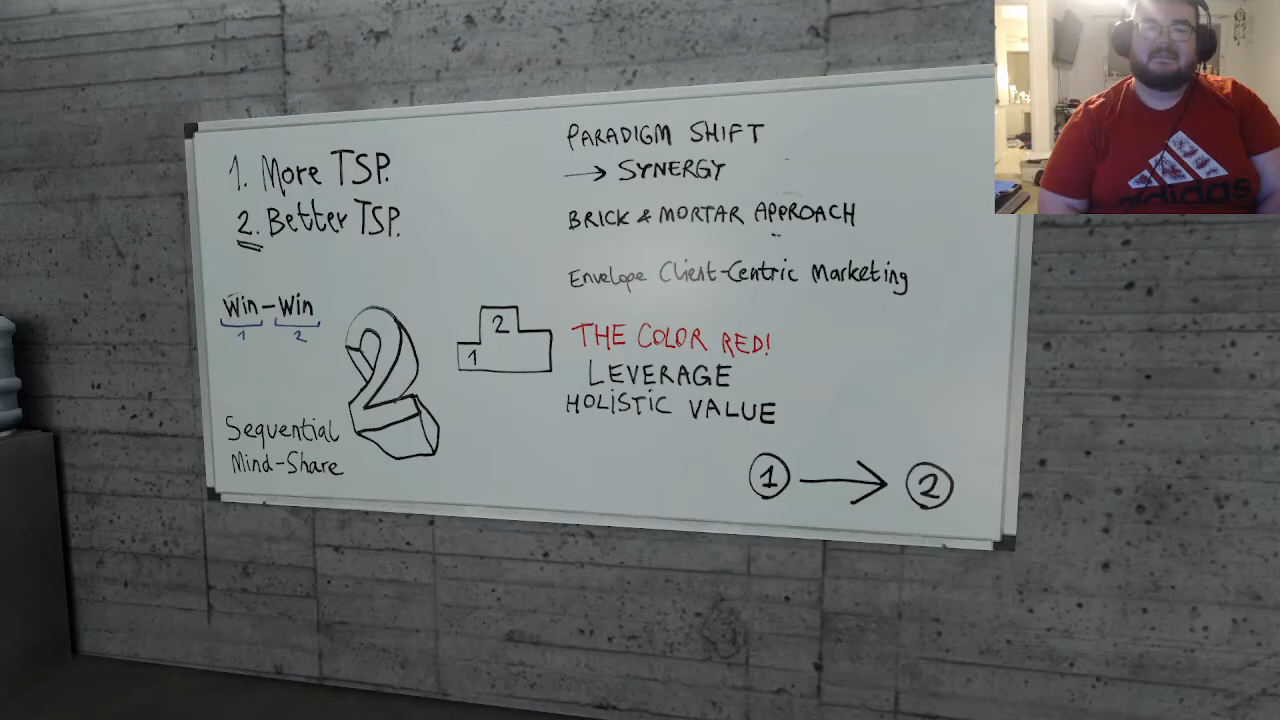 1. More TSP.
2. Better TSP.
Win-Win
1 2
Sequential
Mind-Share
2
2
1
PARADIGM SHIFT
→ SYNERGY
BRICK & MORTAR APPROACH
Envelope Client-Centric Marketing
THE COLOR RED!
LEVERAGE
HOLISTIC VALUE
1 → 2
adidas